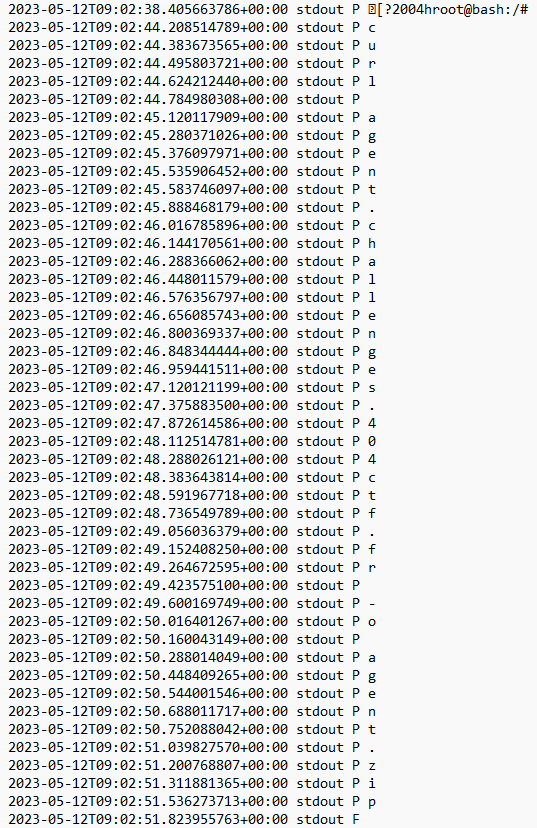 2023-05-12T09:02:38.405663786+00:00 stdout P [?2004hroot@bash:/#
2023-05-12T09:02:44.208514789+00:00 stdout P c
2023-05-12T09:02:44.383673565+00:00 stdout P u
2023-05-12T09:02:44.495803721+00:00 stdout P r
2023-05-12T09:02:44.624212440+00:00 stdout P l
2023-05-12T09:02:44.784980308+00:00 stdout P
2023-05-12T09:02:45.120117909+00:00 stdout P a
2023-05-12T09:02:45.280371026+00:00 stdout P g
2023-05-12T09:02:45.376097971+00:00 stdout P e
2023-05-12T09:02:45.535906452+00:00 stdout P n
2023-05-12T09:02:45.583746097+00:00 stdout P t
2023-05-12T09:02:45.888468179+00:00 stdout P .
2023-05-12T09:02:46.016785896+00:00 stdout P c
2023-05-12T09:02:46.144170561+00:00 stdout P h
2023-05-12T09:02:46.288366062+00:00 stdout P a
2023-05-12T09:02:46.448011579+00:00 stdout P l
2023-05-12T09:02:46.576356797+00:00 stdout P l
2023-05-12T09:02:46.656085743+00:00 stdout P e
2023-05-12T09:02:46.800369337+00:00 stdout P n
2023-05-12T09:02:46.848344444+00:00 stdout P g
2023-05-12T09:02:46.959441511+00:00 stdout P e
2023-05-12T09:02:47.120121199+00:00 stdout P s
2023-05-12T09:02:47.375883500+00:00 stdout P .
2023-05-12T09:02:47.872614586+00:00 stdout P 4
2023-05-12T09:02:48.112514781+00:00 stdout P 0
2023-05-12T09:02:48.288026121+00:00 stdout P 4
2023-05-12T09:02:48.383643814+00:00 stdout P c
2023-05-12T09:02:48.591967718+00:00 stdout P t
2023-05-12T09:02:48.736549789+00:00 stdout P f
2023-05-12T09:02:49.056036379+00:00 stdout P .
2023-05-12T09:02:49.152408250+00:00 stdout P f
2023-05-12T09:02:49.264672595+00:00 stdout P r
2023-05-12T09:02:49.423575100+00:00 stdout P
2023-05-12T09:02:49.600169749+00:00 stdout P -
2023-05-12T09:02:50.016401267+00:00 stdout P o
2023-05-12T09:02:50.160043149+00:00 stdout P
2023-05-12T09:02:50.288014049+00:00 stdout P a
2023-05-12T09:02:50.448409265+00:00 stdout P g
2023-05-12T09:02:50.544001546+00:00 stdout P e
2023-05-12T09:02:50.688011717+00:00 stdout P n
2023-05-12T09:02:50.752088042+00:00 stdout P t
2023-05-12T09:02:51.039827570+00:00 stdout P .
2023-05-12T09:02:51.200768807+00:00 stdout P z
2023-05-12T09:02:51.311881365+00:00 stdout P i
2023-05-12T09:02:51.536273713+00:00 stdout P p
2023-05-12T09:02:51.823955763+00:00 stdout F